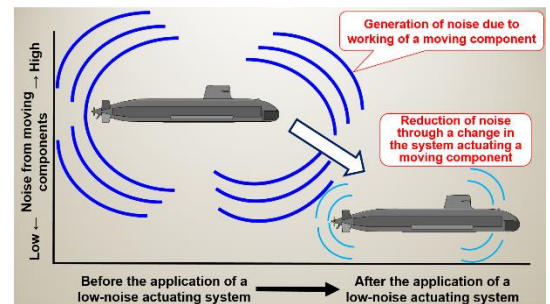 Generation of noise due to
working of a moving component
Reduction of noise
through a change in
the system actuating a
moving component
Low ← Noise from moving → High
components
Before the application of a
low-noise actuating system
After the application of a
low-noise actuating system